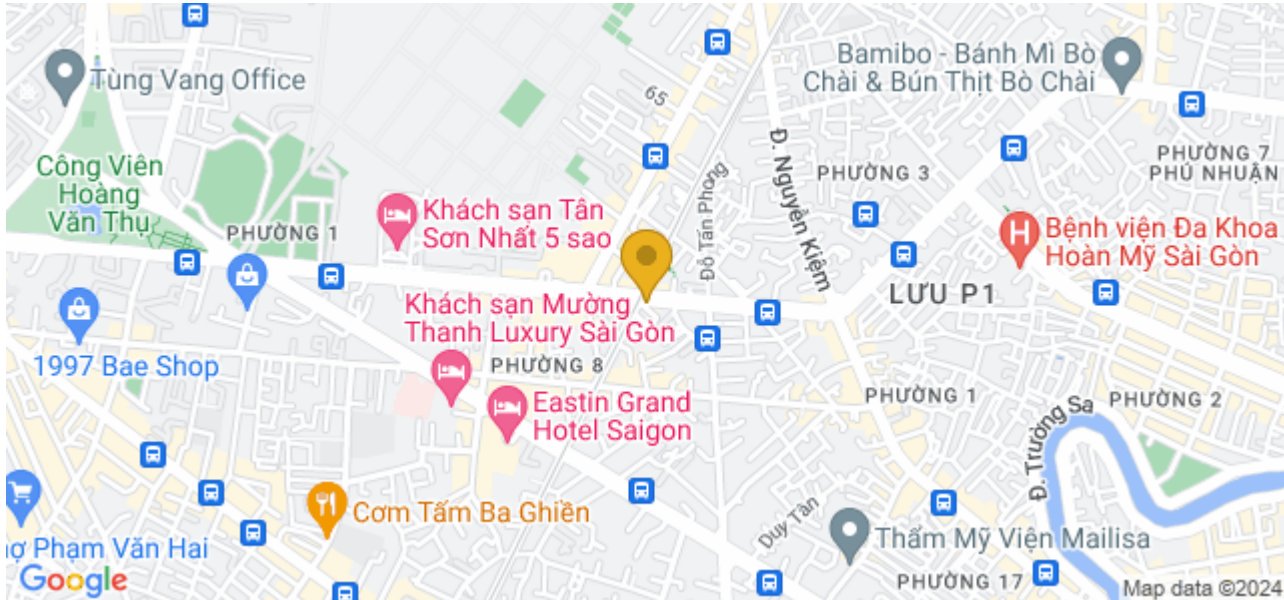 Tùng Vang Office
65
Bamibo - Bánh Mì Bò
Chài & Bún Thịt Bò Chài
Công Viên
Hoàng
Văn Thụ
PHƯỜNG 1
Khách sạn Tân
Sơn Nhất 5 sao
Đỗ Tấn Phong
Đ. Nguyễn Kiệm
PHƯỜNG 3
PHƯỜNG 7
PHÚ NHUẬN
H
Bệnh viện Đa Khoa
Hoàn Mỹ Sài Gòn
LƯU P1
Khách sạn Mường
Thanh Luxury Sài Gòn
1997 Bae Shop
PHƯỜNG 8
Eastin Grand
Hotel Saigon
PHƯỜNG 1
PHƯỜNG 2
Đ. Trường Sa
Cơm Tấm Ba Ghiền
Duy Tân
Thẩm Mỹ Viện Mailisa
ợ Phạm Văn Hai
PHƯỜNG 17
Google
Map data ©2024